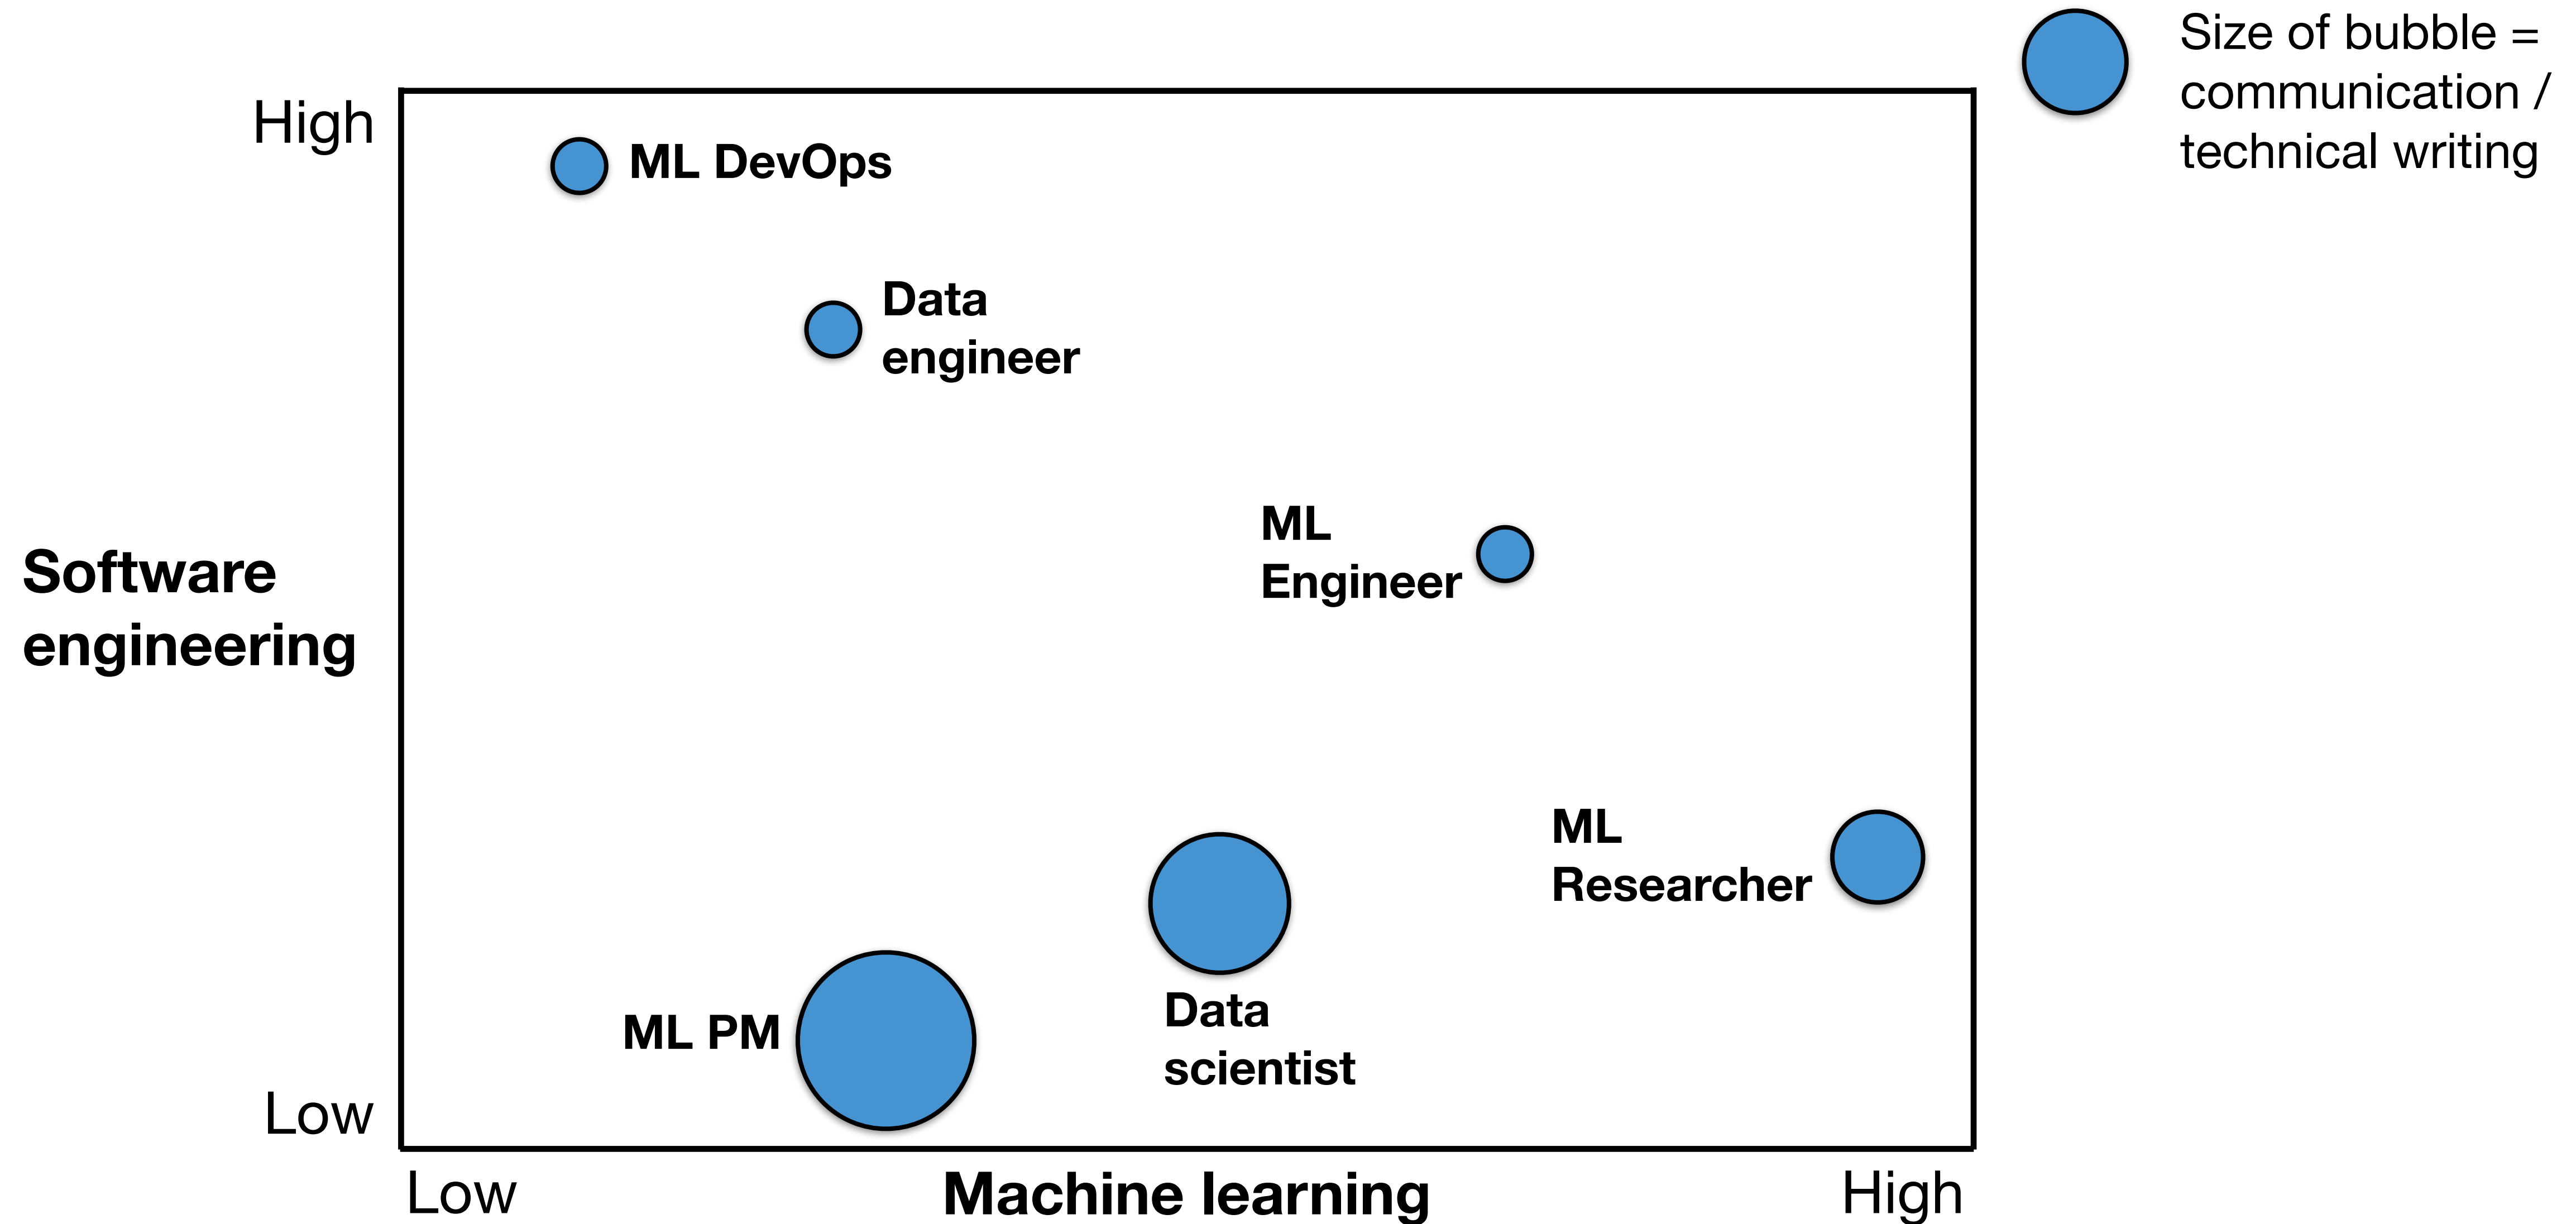 Size of bubble =
communication /
technical writing
High
ML DevOps
Data
engineer
ML
Engineer
Software
engineering
ML
Researcher
Data
scientist
ML PM
Low
Low
Machine learning
High